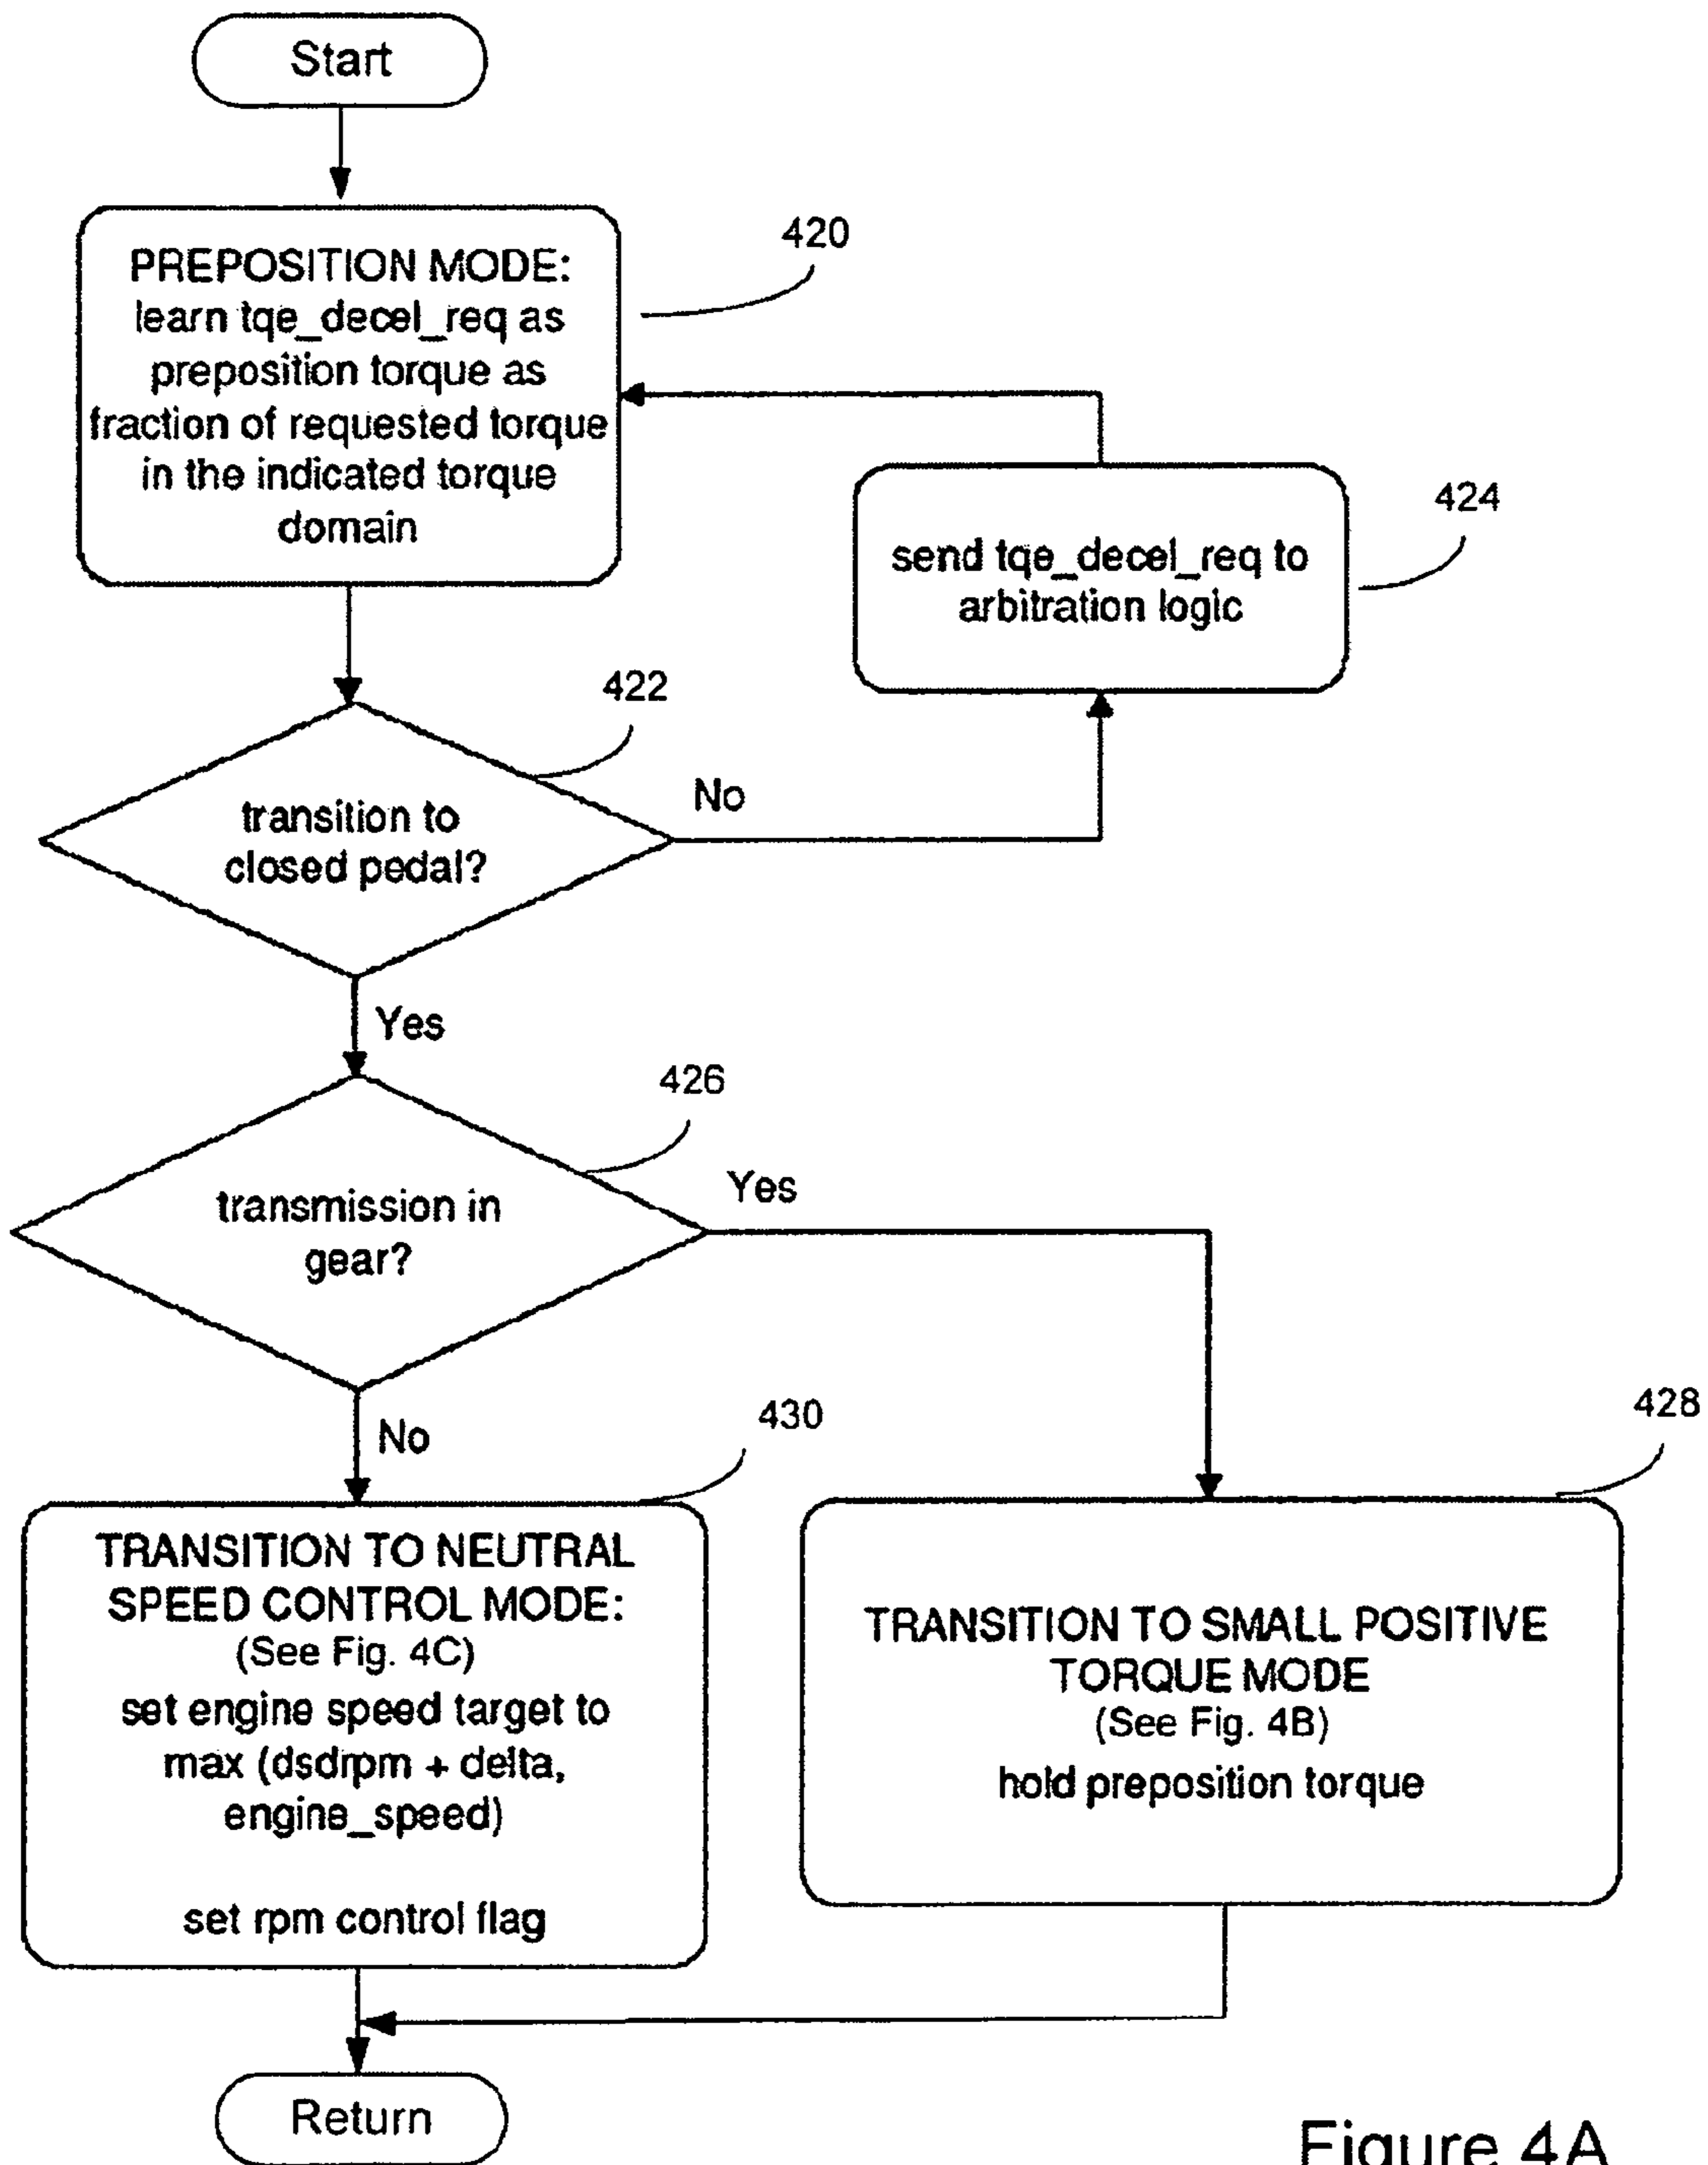 Start
PREPOSITION MODE:
learn tqe_decel_req as
preposition torque as
fraction of requested torque
in the indicated torque
domain
420
send tqe_decel_req to
arbitration logic
424
422
transition to
closed pedal?
No
Yes
426
transmission in
gear?
Yes
No
430
TRANSITION TO NEUTRAL
SPEED CONTROL MODE:
(See Fig. 4C)
set engine speed target to
max (dsdrpm + delta,
engine_speed)
set rpm control flag
428
TRANSITION TO SMALL POSITIVE
TORQUE MODE
(See Fig. 4B)
hold preposition torque
Return
Figure 4A